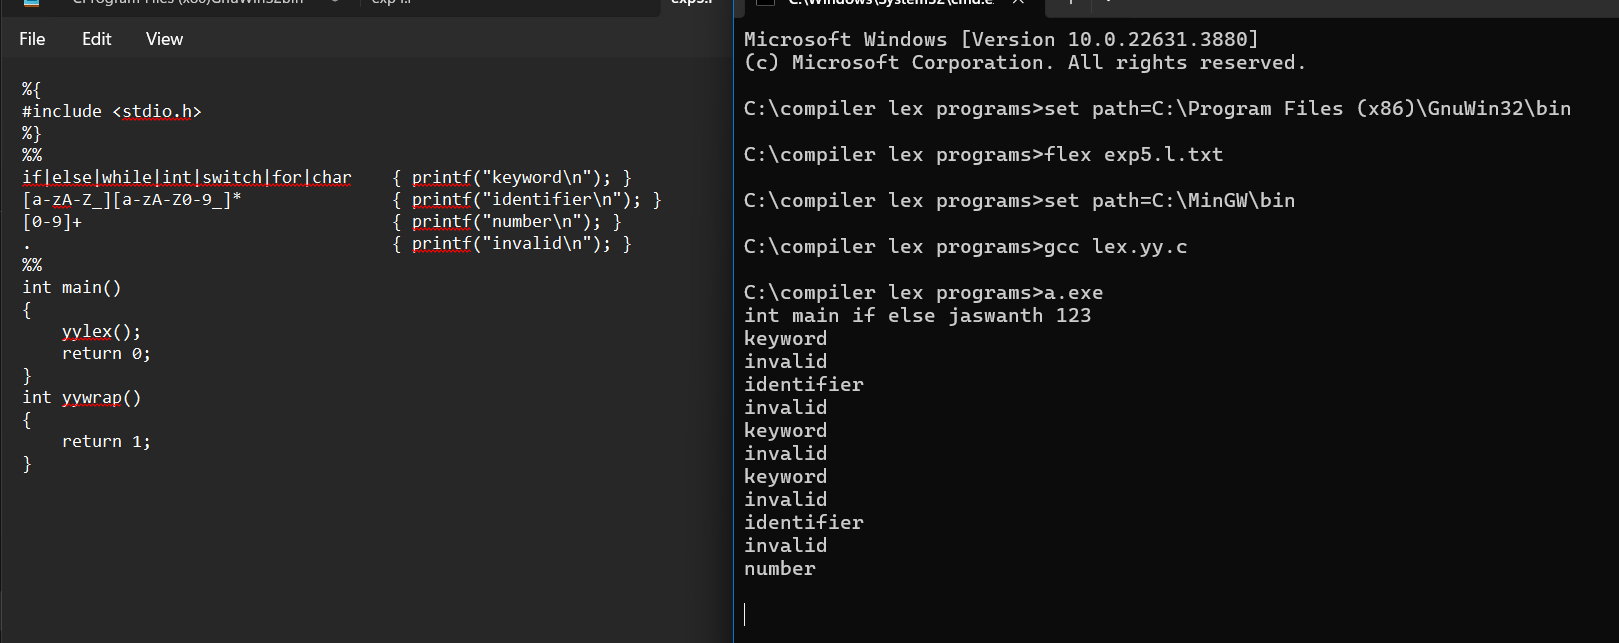 File Edit View
%{
#include <stdio.h>
%}
%%
if|else|while|int|switch|for|char { printf("keyword\n"); }
[a-zA-Z_][a-zA-Z0-9_]* { printf("identifier\n"); }
[0-9]+ { printf("number\n"); }
. { printf("invalid\n"); }
%%
int main()
{
yylex();
return 0;
}
int yywrap()
{
return 1;
}
Microsoft Windows [Version 10.0.22631.3880]
(c) Microsoft Corporation. All rights reserved.
C:\compiler lex programs>set path=C:\Program Files (x86)\GnuWin32\bin
C:\compiler lex programs>flex exp5.l.txt
C:\compiler lex programs>set path=C:\MinGW\bin
C:\compiler lex programs>gcc lex.yy.c
C:\compiler lex programs>a.exe
int main if else jaswanth 123
keyword
invalid
identifier
invalid
keyword
invalid
keyword
invalid
identifier
invalid
number